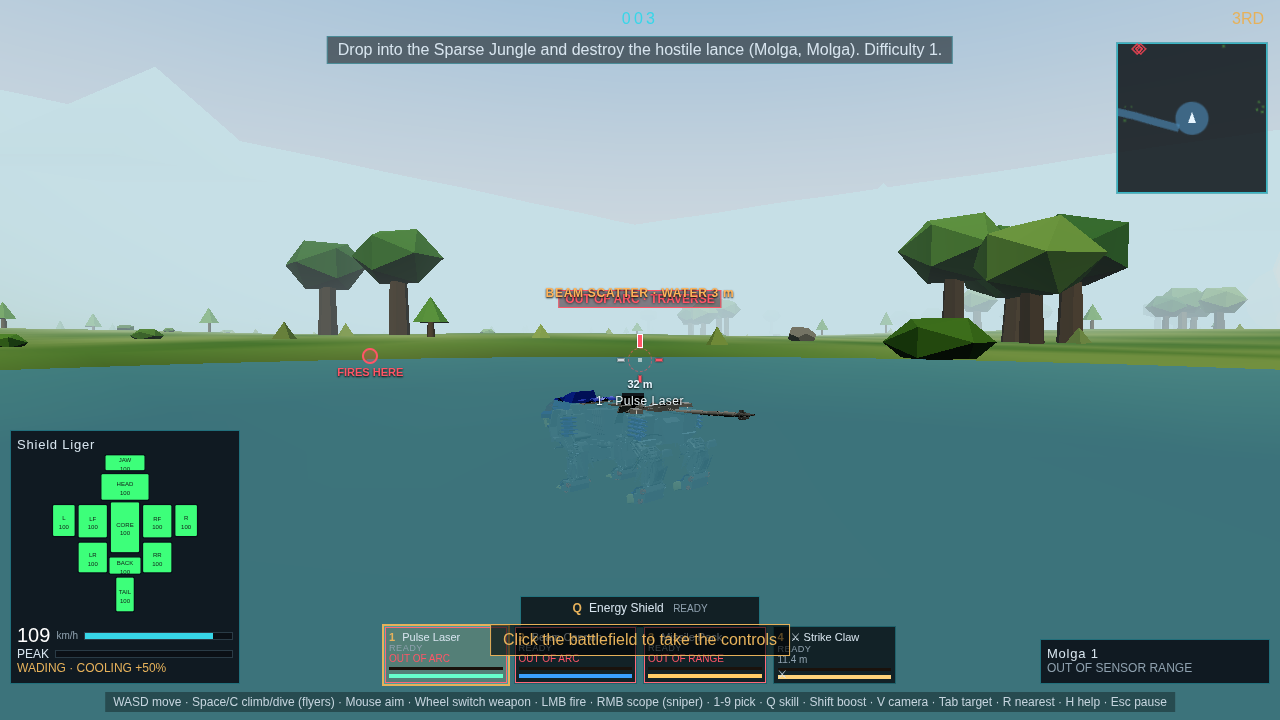 003
3RD
Drop into the Sparse Jungle and destroy the hostile lance (Molga, Molga). Difficulty 1.
BEAM SCATTER · WATER 3 m
OUT OF ARC · TRAVERSE
FIRES HERE
32 m
1 · Pulse Laser
Shield Liger
JAW
100
HEAD
100
L
100
LF
100
CORE
100
RF
100
R
100
LR
100
BACK
100
RR
100
TAIL
100
109 km/h
PEAK
WADING · COOLING +50%
Q Energy Shield READY
Click the battlefield to take the controls
1 Pulse Laser
READY
OUT OF ARC
OUT OF ARC
OUT OF RANGE
4 ⚔ Strike Claw
READY
11.4 m
Molga 1
OUT OF SENSOR RANGE
WASD move · Space/C climb/dive (flyers) · Mouse aim · Wheel switch weapon · LMB fire · RMB scope (sniper) · 1-9 pick · Q skill · Shift boost · V camera · Tab target · R nearest · H help · Esc pause